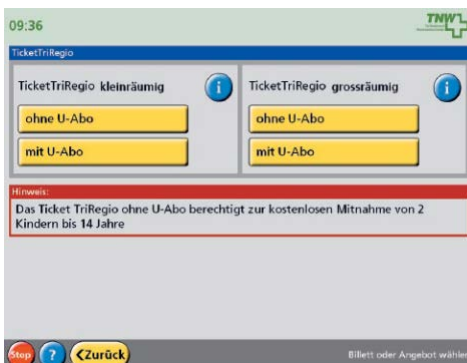 09:36
TNW
TicketTriRegio
TicketTriRegio kleinräumig
i
ohne U-Abo
mit U-Abo
TicketTriRegio grossräumig
i
ohne U-Abo
mit U-Abo
Hinweis:
Das Ticket TriRegio ohne U-Abo berechtigt zur kostenlosen Mitnahme von 2
Kindern bis 14 Jahre
Stop
?
Zurück
Billett oder Angebot wählen